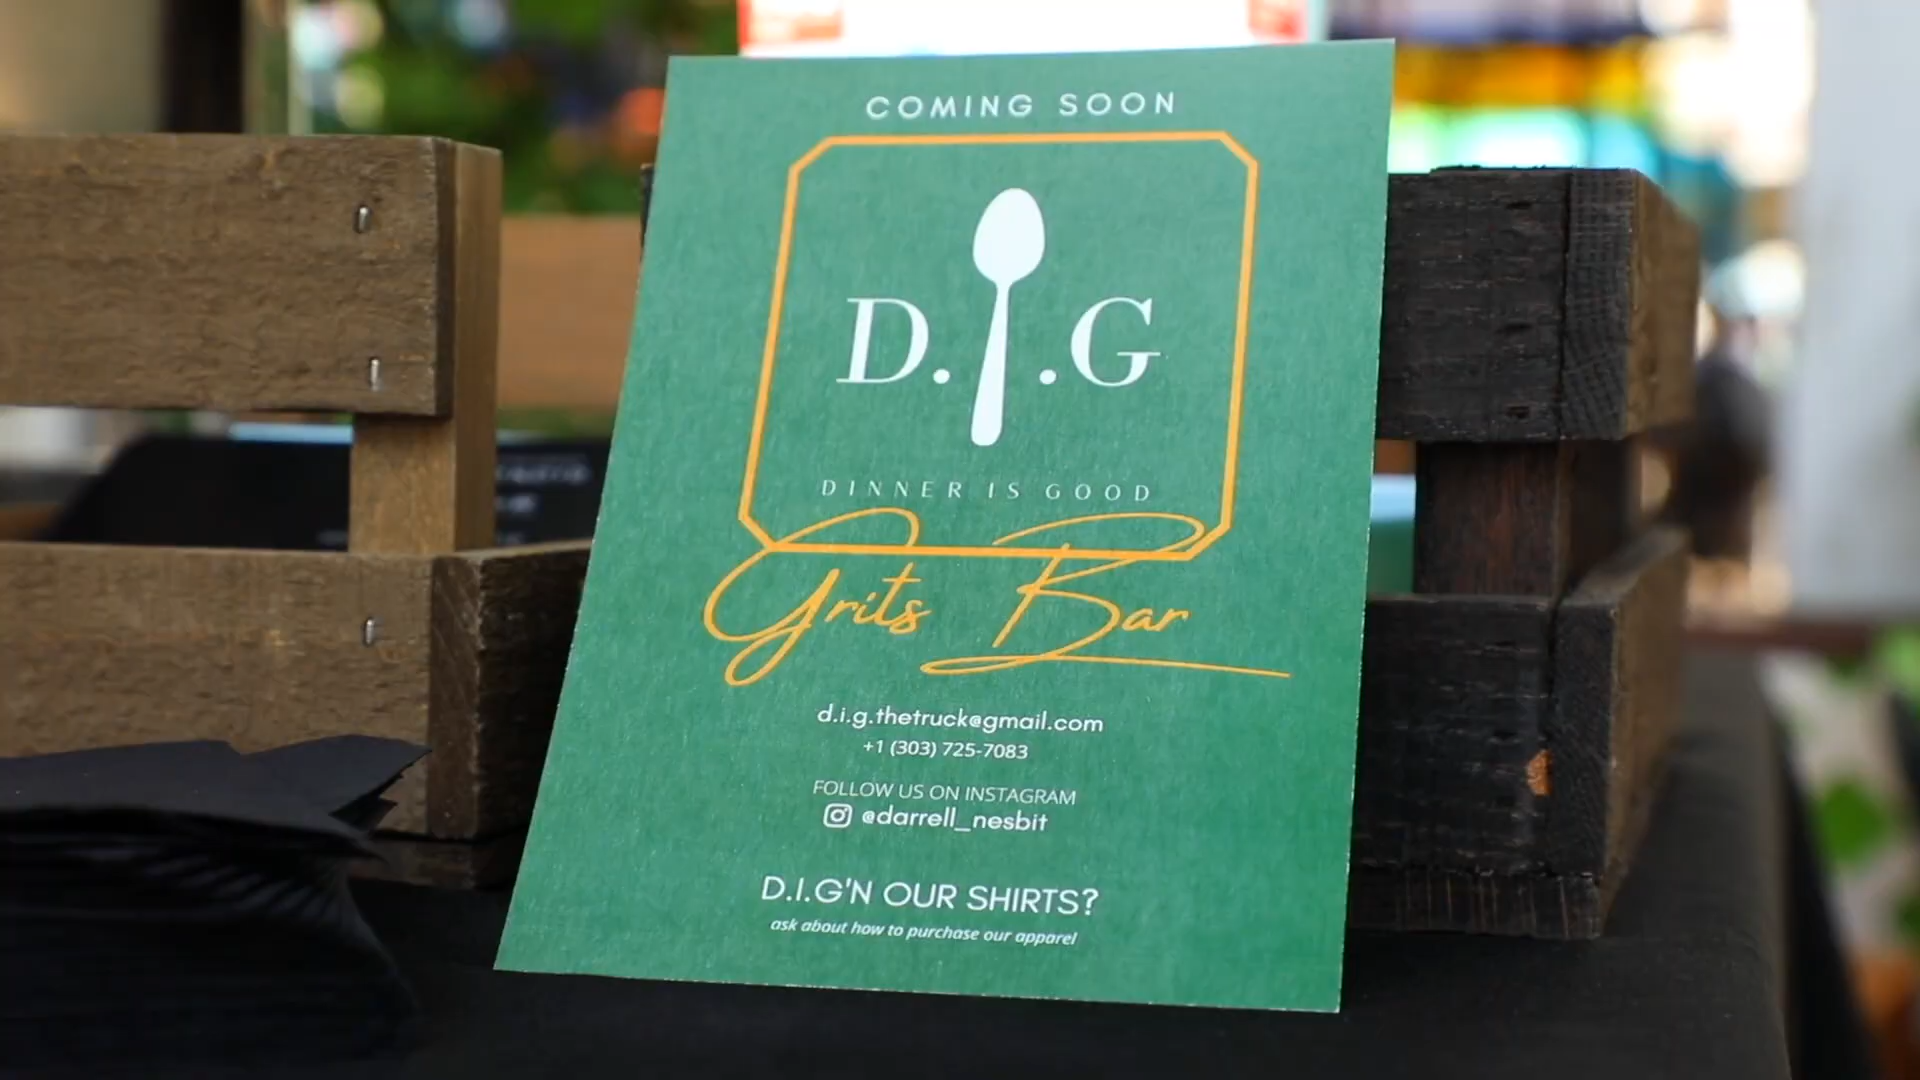 COMING SOON
D.I.G
DINNER IS GOOD
Grits Bar
d.i.g.thetruck@gmail.com
+1 (303) 725-7083
FOLLOW US ON INSTAGRAM
@darrell_nesbit
D.I.G'N OUR SHIRTS?
ask about how to purchase our apparel